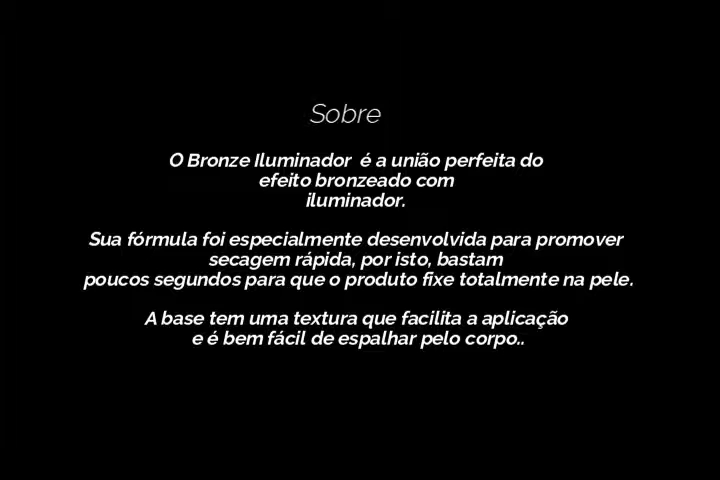 Sobre
O Bronze Iluminador é a união perfeita do
efeito bronzeado com
iluminador.
Sua fórmula foi especialmente desenvolvida para promover
secagem rápida, por isto, bastam
poucos segundos para que o produto fixe totalmente na pele.
A base tem uma textura que facilita a aplicação
e é bem fácil de espalhar pelo corpo..